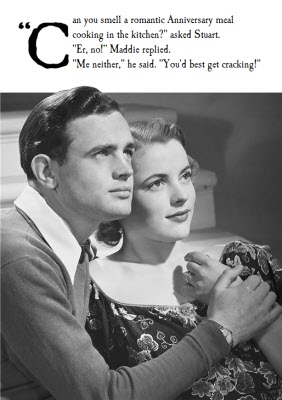 "Can you smell a romantic Anniversary meal
cooking in the kitchen?" asked Stuart.
"Er, no!" Maddie replied.
"Me neither," he said. "You'd best get cracking!"